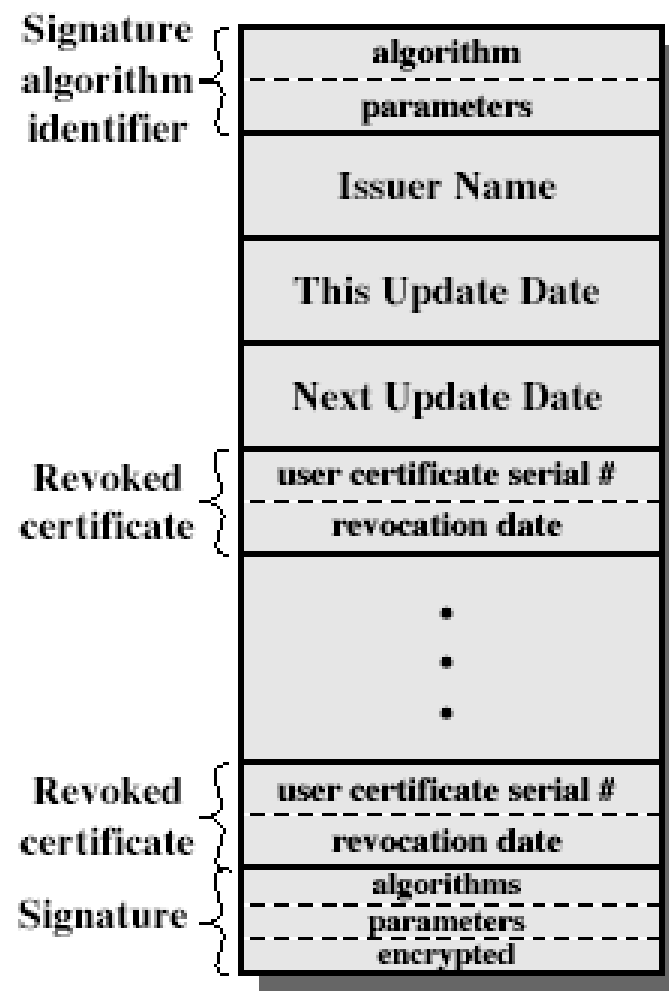 Signature
algorithm
identifier
algorithm
parameters
Issuer Name
This Update Date
Next Update Date
Revoked
certificate
user certificate serial #
revocation date
Revoked
certificate
user certificate serial #
revocation date
Signature
algorithms
parameters
encrypted